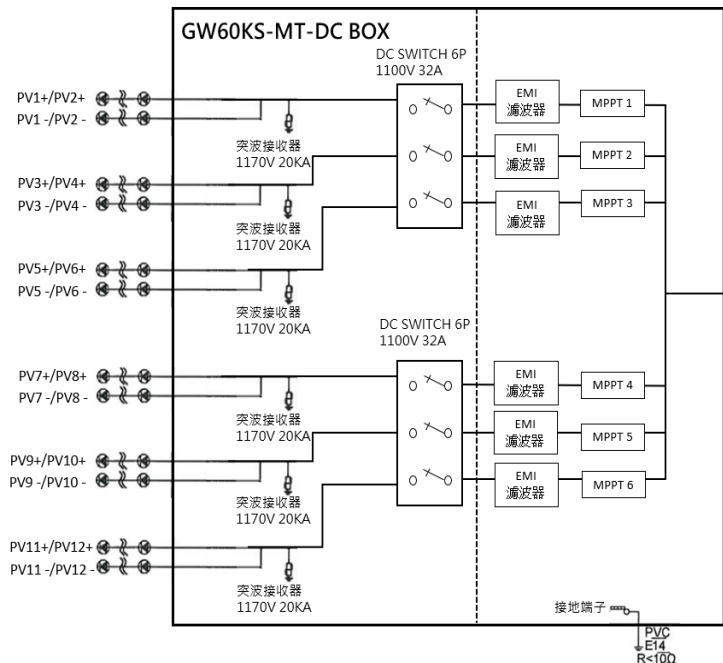 GW60KS-MT-DC BOX
DC SWITCH 6P
1100V 32A
PV1+/PV2+
PV1 -/PV2 -
突波接收器
1170V 20KA
EMI
濾波器
MPPT 1
PV3+/PV4+
PV3 -/PV4 -
突波接收器
1170V 20KA
EMI
濾波器
MPPT 2
PV5+/PV6+
PV5 -/PV6 -
突波接收器
1170V 20KA
EMI
濾波器
MPPT 3
DC SWITCH 6P
1100V 32A
PV7+/PV8+
PV7 -/PV8 -
突波接收器
1170V 20KA
EMI
濾波器
MPPT 4
PV9+/PV10+
PV9 -/PV10 -
突波接收器
1170V 20KA
EMI
濾波器
MPPT 5
PV11+/PV12+
PV11 -/PV12 -
突波接收器
1170V 20KA
EMI
濾波器
MPPT 6
接地端子
PVC
E14
R<10Ω